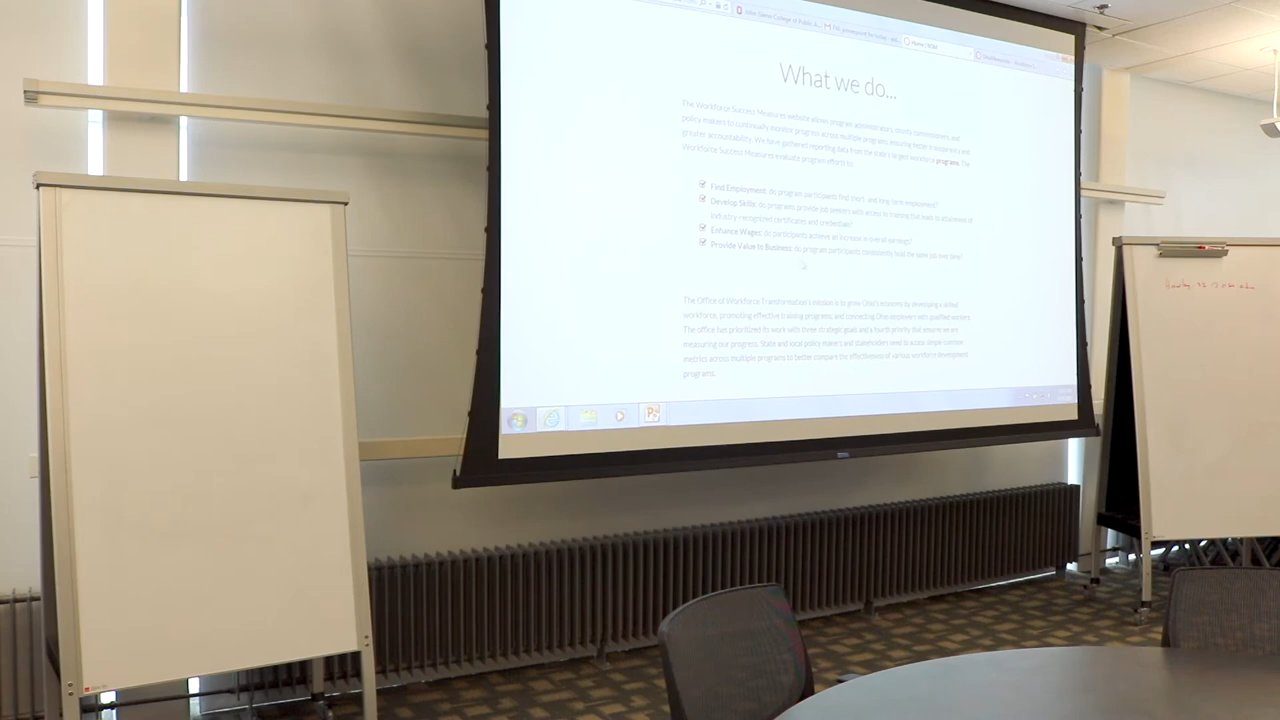 John Glenn College of Public A...
Home | WSM
What we do...
The Workforce Success Measures website allows program administrators, county commissioners, and
policy makers to continually monitor progress across multiple programs ensuring better transparency and
greater accountability. We have gathered reporting data from the state's largest workforce programs. The
Workforce Success Measures evaluate program efforts to:
Find Employment: do program participants find short- and long-term employment?
Develop Skills: do programs provide job seekers with access to training that leads to attainment of
industry-recognized certificates and credentials?
Enhance Wages: do participants achieve an increase in overall earnings?
Provide Value to Business: do program participants consistently hold the same job over time?
The Office of Workforce Transformation's mission is to grow Ohio's economy by developing a skilled
workforce, promoting effective training programs, and connecting Ohio employers with qualified workers.
The office has prioritized its work with three strategic goals and a fourth priority that ensures we are
measuring our progress. State and local policy makers and stakeholders need to access simple common
metrics across multiple programs to better compare the effectiveness of various workforce development
programs.